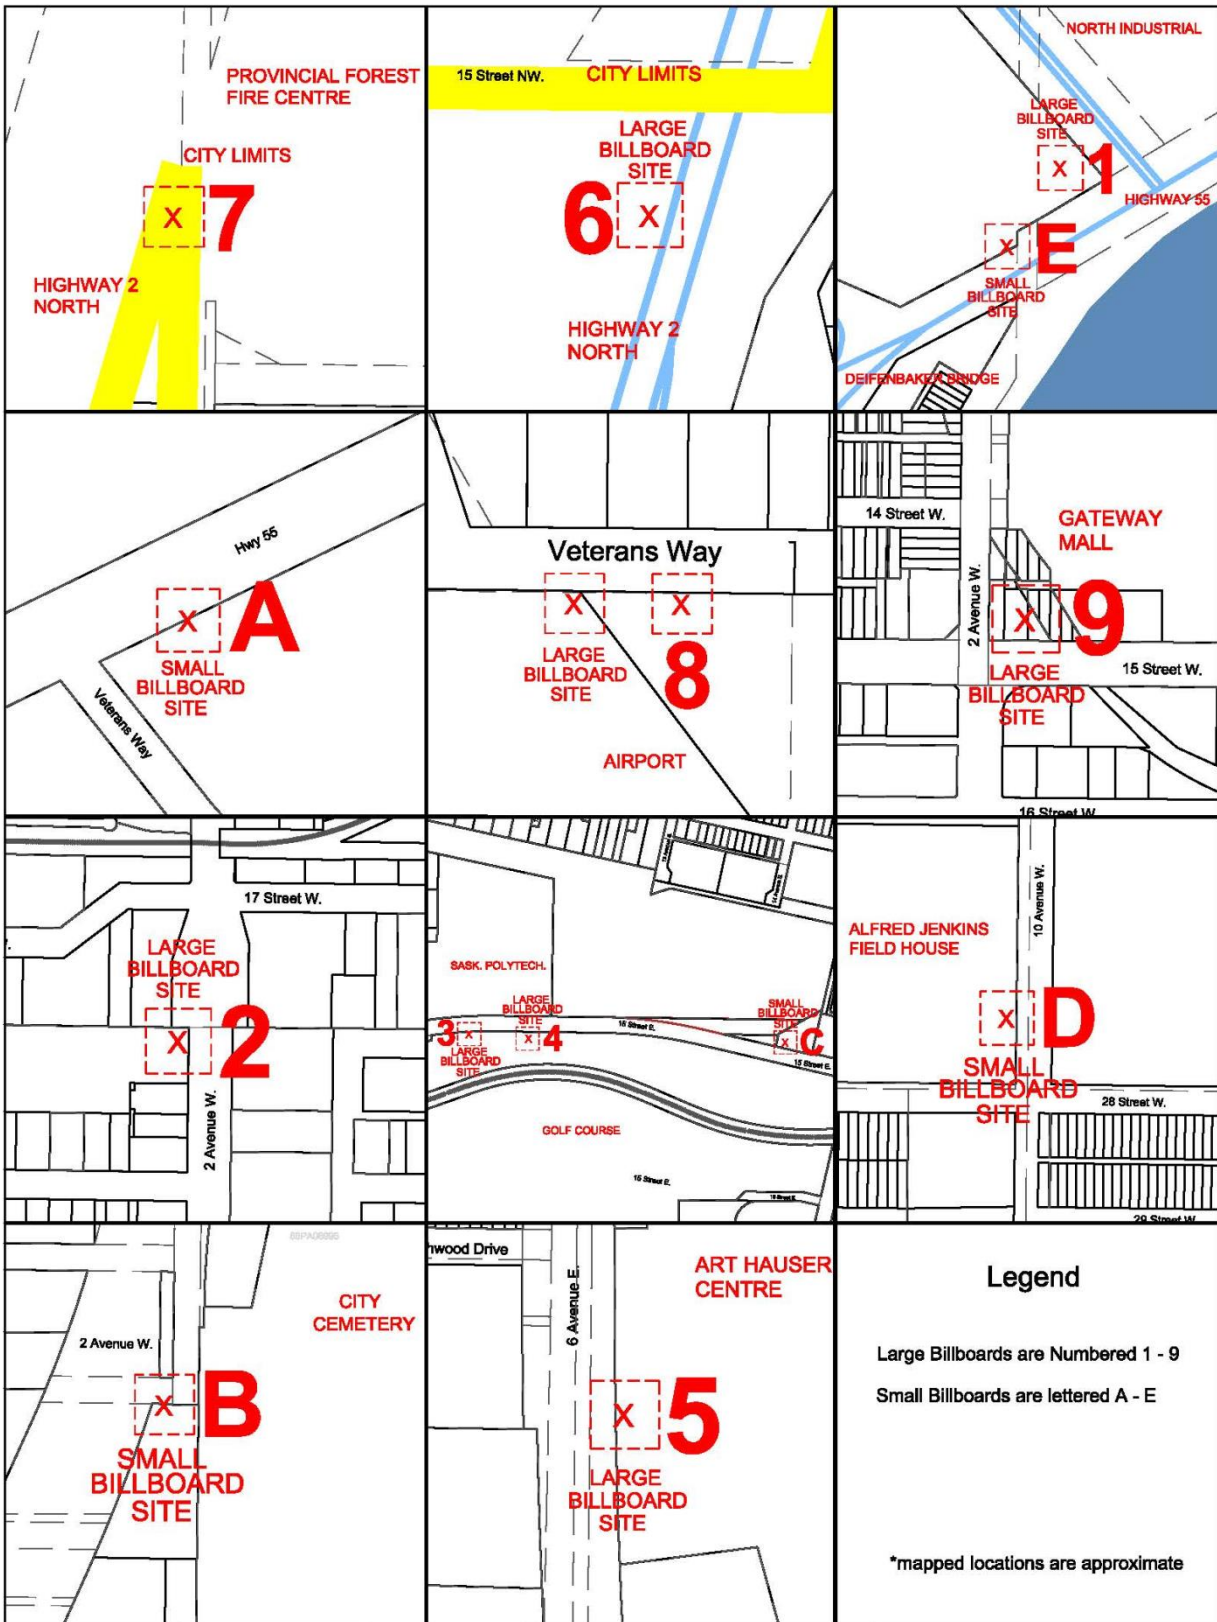 PROVINCIAL FOREST
FIRE CENTRE
CITY LIMITS
X
7
HIGHWAY 2
NORTH
15 Street NW.
CITY LIMITS
LARGE
BILLBOARD
SITE
6
X
HIGHWAY 2
NORTH
NORTH INDUSTRIAL
LARGE
BILLBOARD
SITE
X
1
HIGHWAY 55
X
E
SMALL
BILLBOARD
SITE
DEIFENBAKER BRIDGE
Hwy 55
X
A
SMALL
BILLBOARD
SITE
Veterans Way
Veterans Way
X
X
LARGE
BILLBOARD
SITE
8
AIRPORT
14 Street W.
GATEWAY
MALL
2 Avenue W.
X
9
15 Street W.
LARGE
BILLBOARD
SITE
16 Street W.
17 Street W.
LARGE
BILLBOARD
SITE
X
2
2 Avenue W.
SASK. POLYTECH.
LARGE
BILLBOARD
SITE
SMALL
BILLBOARD
SITE
15 Street E.
3
X
X
4
X
C
LARGE
BILLBOARD
SITE
15 Street E.
GOLF COURSE
15 Street E.
10 Avenue W.
ALFRED JENKINS
FIELD HOUSE
X
D
SMALL
BILLBOARD
SITE
28 Street W.
29 Street W.
CITY
CEMETERY
2 Avenue W.
X
B
SMALL
BILLBOARD
SITE
nwood Drive
6 Avenue E.
ART HAUSER
CENTRE
X
5
LARGE
BILLBOARD
SITE
Legend
Large Billboards are Numbered 1 - 9
Small Billboards are lettered A - E
*mapped locations are approximate